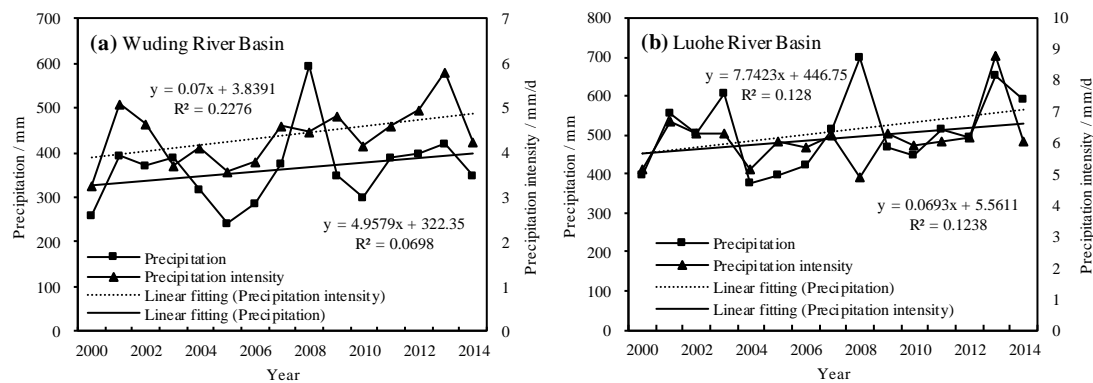 (a) Wuding River Basin
Precipitation / mm
700
600
500
400
300
200
100
0
7
6
5
4
3
2
1
0
Precipitation intensity / mm/d
y = 0.07x + 3.8391
R² = 0.2276
y = 4.9579x + 322.35
R² = 0.0698
Precipitation
Precipitation intensity
Linear fitting (Precipitation intensity)
Linear fitting (Precipitation)
2000 2002 2004 2006 2008 2010 2012 2014
Year
(b) Luohe River Basin
Precipitation / mm
800
700
600
500
400
300
200
100
0
10
9
8
7
6
5
4
3
2
1
0
Precipitation intensity / mm/d
y = 7.7423x + 446.75
R² = 0.128
y = 0.0693x + 5.5611
R² = 0.1238
Precipitation
Precipitation intensity
Linear fitting (Precipitation)
Linear fitting (Precipitation intensity)
2000 2002 2004 2006 2008 2010 2012 2014
Year